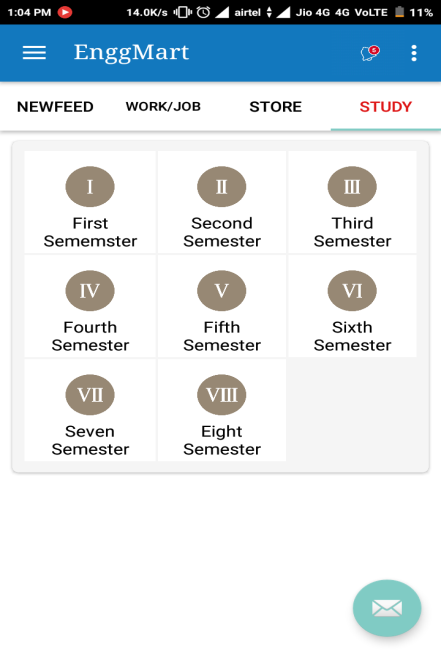 1:04 PM 14.0K/s airtel Jio 4G 4G VoLTE 11%
EnggMart
5
NEWFEED WORK/JOB STORE STUDY
I II III
First Second Third
Sememster Semester Semester
IV V VI
Fourth Fifth Sixth
Semester Semester Semester
VII VIII
Seven Eight
Semester Semester